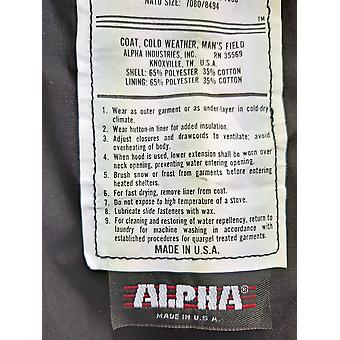 NATO SIZE: 7080/8494
™
COAT, COLD WEATHER, MAN'S FIELD
ALPHA INDUSTRIES, INC. RN 35569
KNOXVILLE, TN. U.S.A.
SHELL: 65% POLYESTER 35% COTTON
LINING: 65% POLYESTER 35% COTTON
1. Wear as outer garment or as under-layer in cold-dry
climate.
2. Wear button-in liner for added insulation.
3. Adjust closures and drawcords to ventilate; avoid
overheating of body.
4. When hood is used, lower extension shall be worn over
neck opening, preventing water entering opening.
5. Brush snow or frost from garments before entering
heated shelters.
6. For fast drying, remove liner from coat.
7. Do not expose to high temperature of a stove.
8. Lubricate slide fasteners with wax.
9. For cleaning and restoring of water repellency, return to
laundry for machine washing in accordance with
established procedures for quarpel treated garments.
MADE IN U.S.A.
ALPHA®
MADE IN U.S.A.